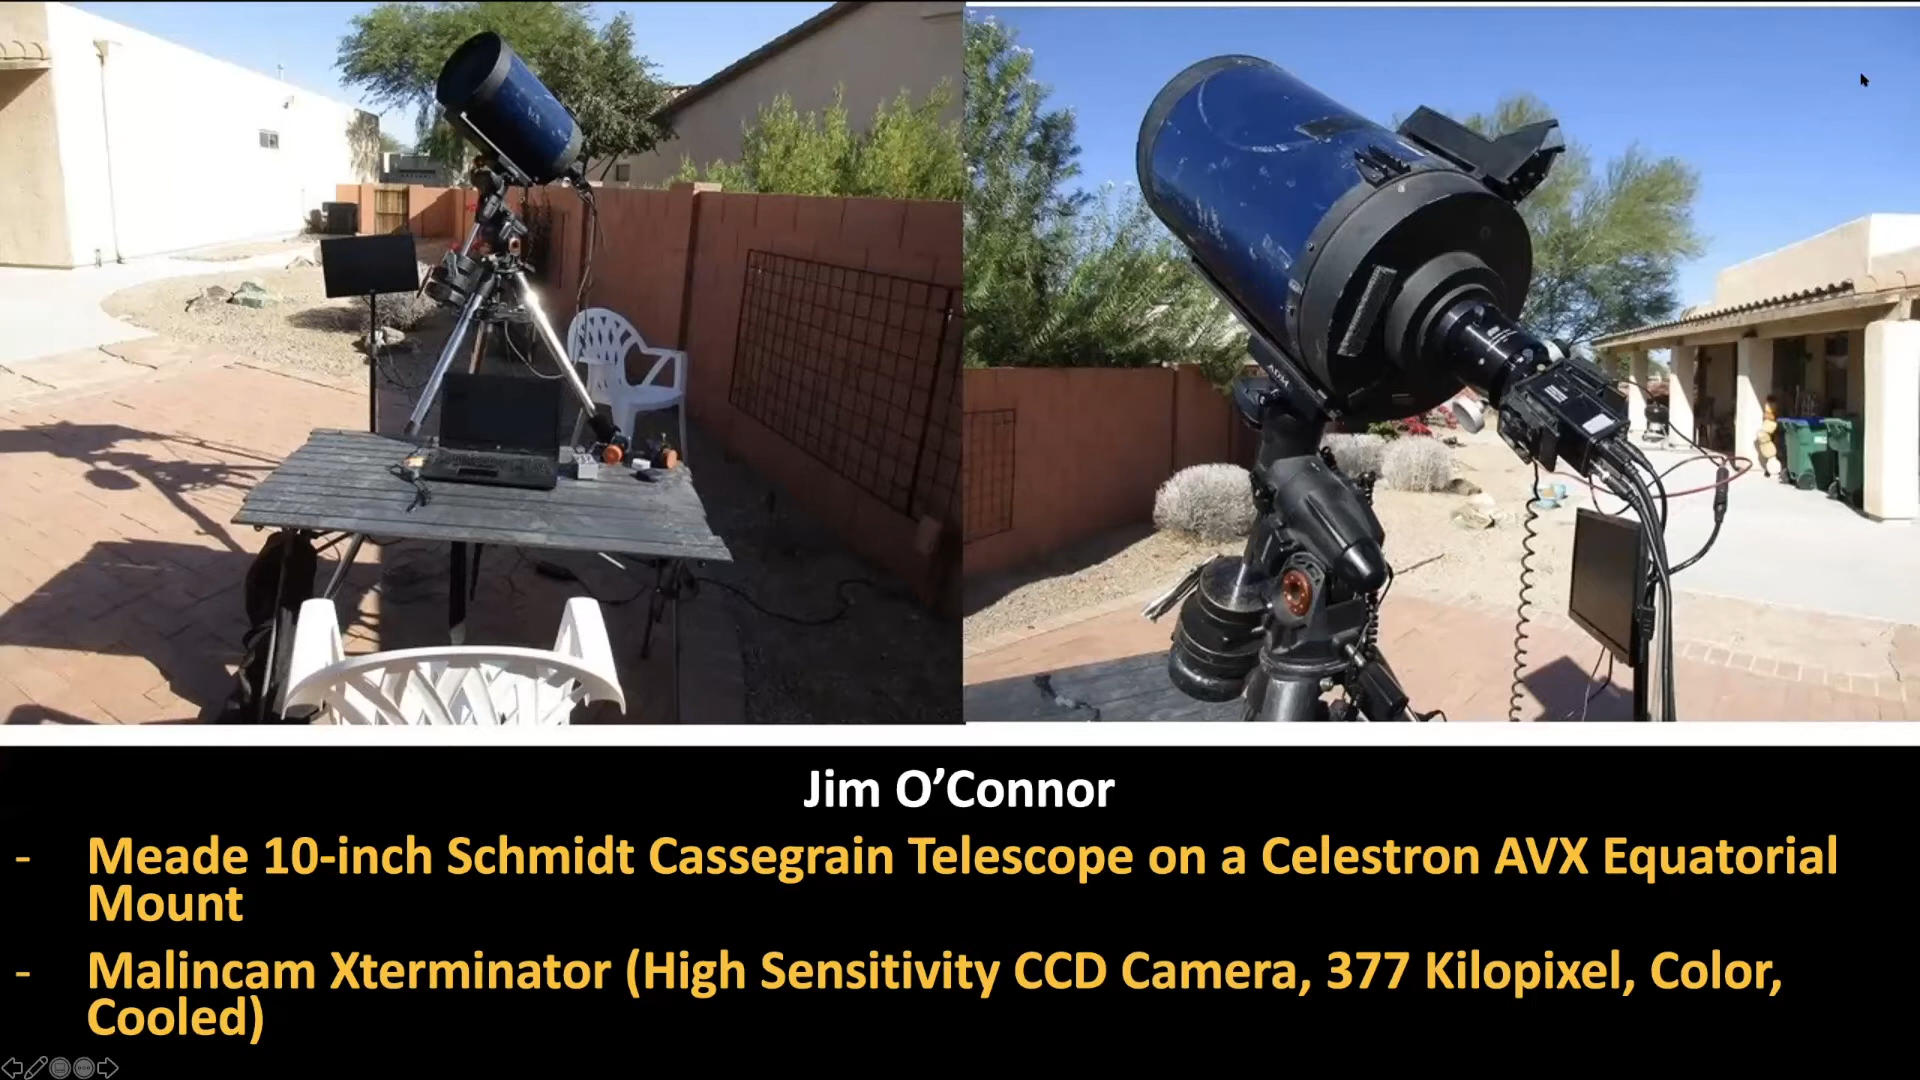 ADM
Jim O’Connor
- Meade 10-inch Schmidt Cassegrain Telescope on a Celestron AVX Equatorial
Mount
- Malincam Xterminator (High Sensitivity CCD Camera, 377 Kilopixel, Color,
Cooled)